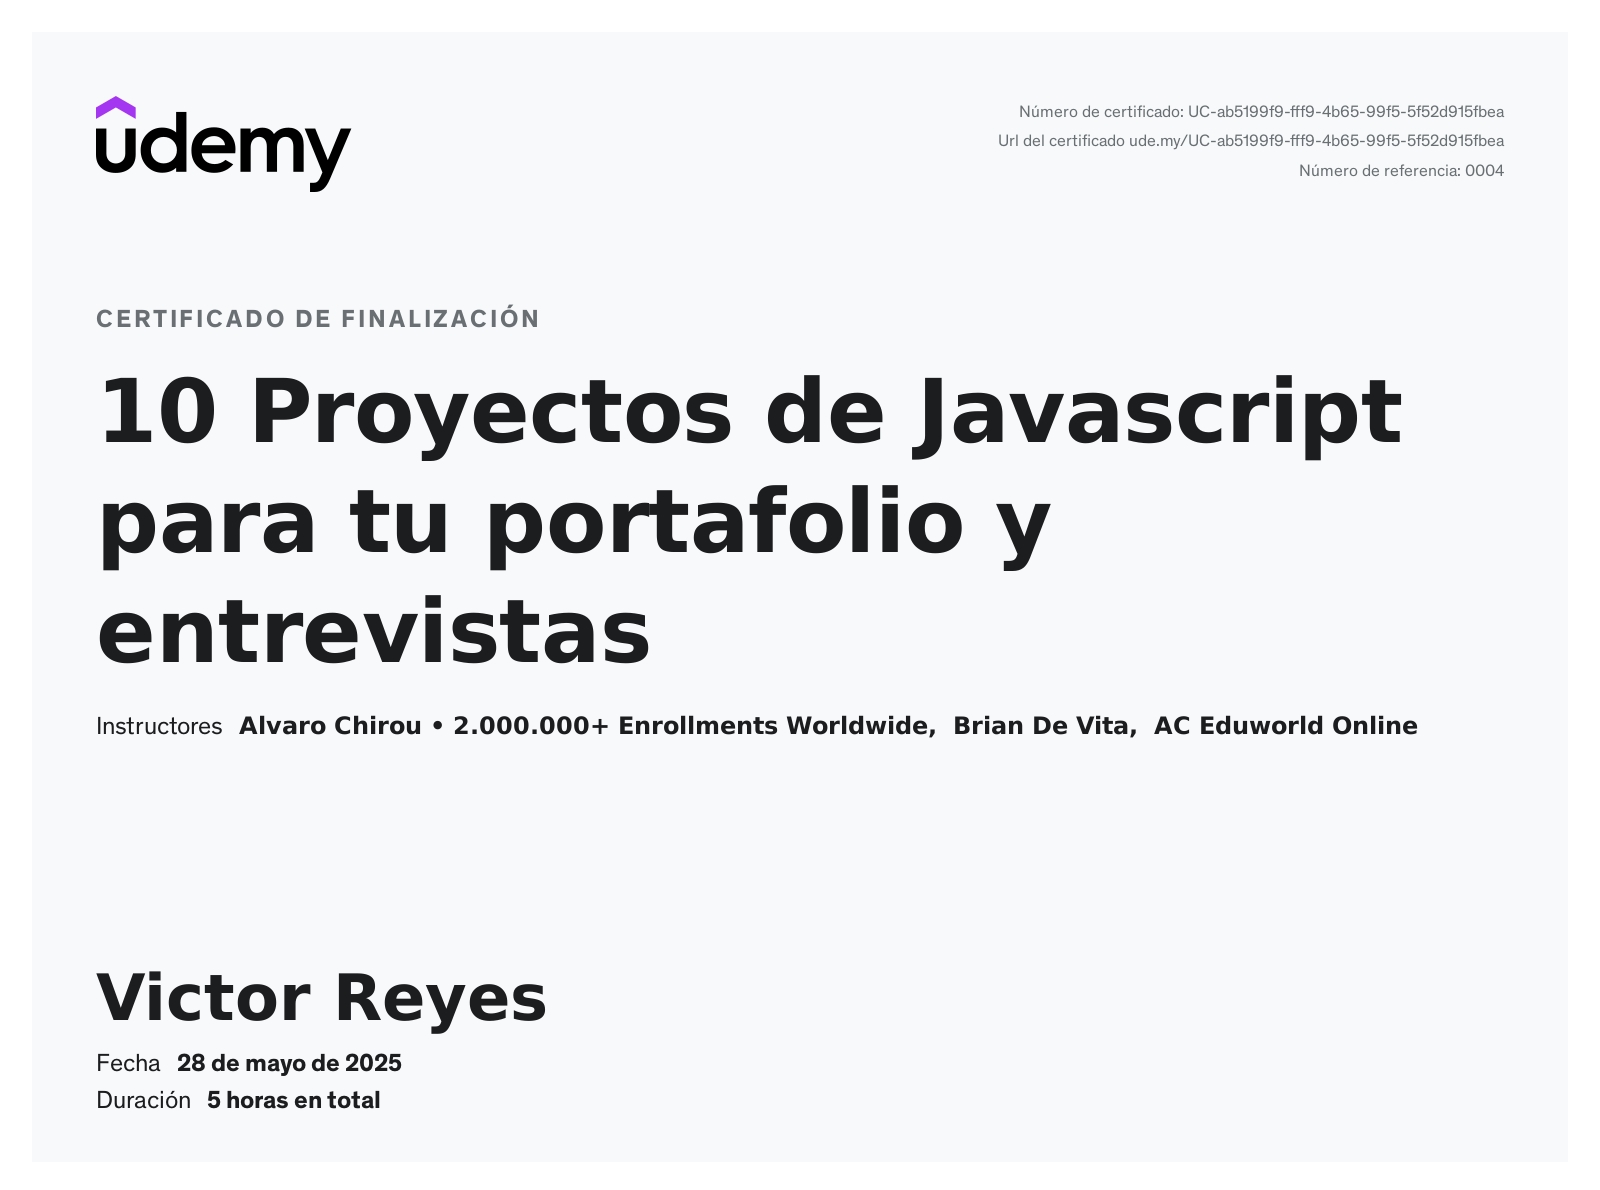 udemy
Número de certificado: UC-ab5199f9-fff9-4b65-99f5-5f52d915fbea
Url del certificado ude.my/UC-ab5199f9-fff9-4b65-99f5-5f52d915fbea
Número de referencia: 0004
CERTIFICADO DE FINALIZACIÓN
10 Proyectos de Javascript
para tu portafolio y
entrevistas
Instructores Alvaro Chirou • 2.000.000+ Enrollments Worldwide, Brian De Vita, AC Eduworld Online
Victor Reyes
Fecha 28 de mayo de 2025
Duración 5 horas en total